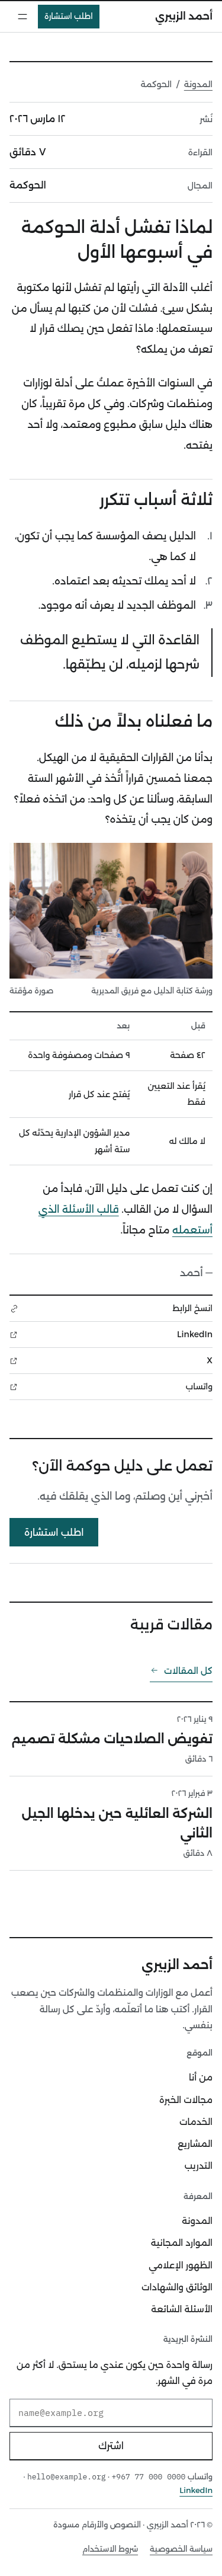 أحمد الزبيري
اطلب استشارة
المدونة / الحوكمة
نُشر
١٢ مارس ٢٠٢٦
القراءة
٧ دقائق
المجال
الحوكمة
لماذا تفشل أدلة الحوكمة
في أسبوعها الأول
أغلب الأدلة التي رأيتها لم تفشل لأنها مكتوبة
بشكل سيئ. فشلت لأن من كتبها لم يسأل من
سيستعملها: ماذا تفعل حين يصلك قرار لا
تعرف من يملكه؟
في السنوات الأخيرة عملتُ على أدلة لوزارات
ومنظمات وشركات. وفي كل مرة تقريباً، كان
هناك دليل سابق مطبوع ومعتمد، ولا أحد
يفتحه.
ثلاثة أسباب تتكرر
١. الدليل يصف المؤسسة كما يجب أن تكون،
لا كما هي.
٢. لا أحد يملك تحديثه بعد اعتماده.
٣. الموظف الجديد لا يعرف أنه موجود.
القاعدة التي لا يستطيع الموظف
شرحها لزميله، لن يطبّقها.
ما فعلناه بدلاً من ذلك
بدأنا من القرارات الحقيقية لا من الهيكل.
جمعنا خمسين قراراً اتُّخذ في الأشهر الستة
السابقة، وسألنا عن كل واحد: من اتخذه فعلاً؟
ومن كان يجب أن يتخذه؟
ورشة كتابة الدليل مع فريق المديرية
صورة مؤقتة
قبل
بعد
٤٢ صفحة
٩ صفحات ومصفوفة واحدة
يُقرأ عند التعيين
فقط
يُفتح عند كل قرار
لا مالك له
مدير الشؤون الإدارية يحدّثه كل
ستة أشهر
إن كنت تعمل على دليل الآن، فابدأ من
السؤال لا من القالب. قالب الأسئلة الذي
أستعمله متاح مجاناً.
— أحمد
انسخ الرابط
LinkedIn
X
واتساب
تعمل على دليل حوكمة الآن؟
أخبرني أين وصلتم، وما الذي يقلقك فيه.
اطلب استشارة
مقالات قريبة
كل المقالات ←
٩ يناير ٢٠٢٦
تفويض الصلاحيات مشكلة تصميم
٦ دقائق
٣ فبراير ٢٠٢٦
الشركة العائلية حين يدخلها الجيل
الثاني
٨ دقائق
أحمد الزبيري
أعمل مع الوزارات والمنظمات والشركات حين يصعب
القرار. أكتب هنا ما أتعلّمه، وأردّ على كل رسالة
بنفسي.
الموقع
من أنا
مجالات الخبرة
الخدمات
المشاريع
التدريب
المعرفة
المدونة
الموارد المجانية
الظهور الإعلامي
الوثائق والشهادات
الأسئلة الشائعة
النشرة البريدية
رسالة واحدة حين يكون عندي ما يستحق. لا أكثر من
مرة في الشهر.
name@example.org
اشترك
واتساب +967 77 000 0000 · hello@example.org ·
LinkedIn
© ٢٠٢٦ أحمد الزبيري · النصوص والأرقام مسودة
سياسة الخصوصية
شروط الاستخدام